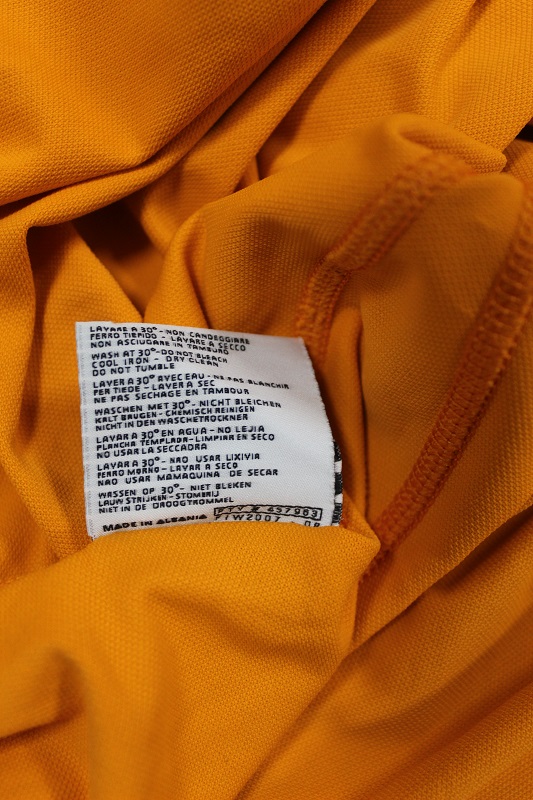 LAVARE A 30° - NON CANDEGGIARE
FERRO TIEPIDO - LAVARE A SECCO
NON ASCIUGARE IN TAMBURO
WASH AT 30° - DO NOT BLEACH
COOL IRON - DRY CLEAN
DO NOT TUMBLE
LAVER A 30° AVEC EAU - NE PAS BLANCHIR
FER TIEDE - LAVER A SEC
NE PAS SECHAGE EN TAMBOUR
WASCHEN MIT 30° - NICHT BLEICHEN
KALT BAUGEN - CHEMISCH REINIGEN
NICHT IN DEN WASCHETROCKNER
LAVAR A 30° EN AGUA - NO LEJIA
PLANCHA TEMPLADA - LIMPIAR EN SECO
NO USAR LA SECCADRA
LAVAR A 30° - NAO USAR LIXIVIA
FERRO MORNO - LAVAR A SECO
NAO USAR MAMAQUINA DE SECAR
WASSEN OP 30° - NIET BLEKEN
LAUW STRIJKEN - STOMERIJ
NIET IN DE DROOGTROMMEL
MADE IN ALBANIA